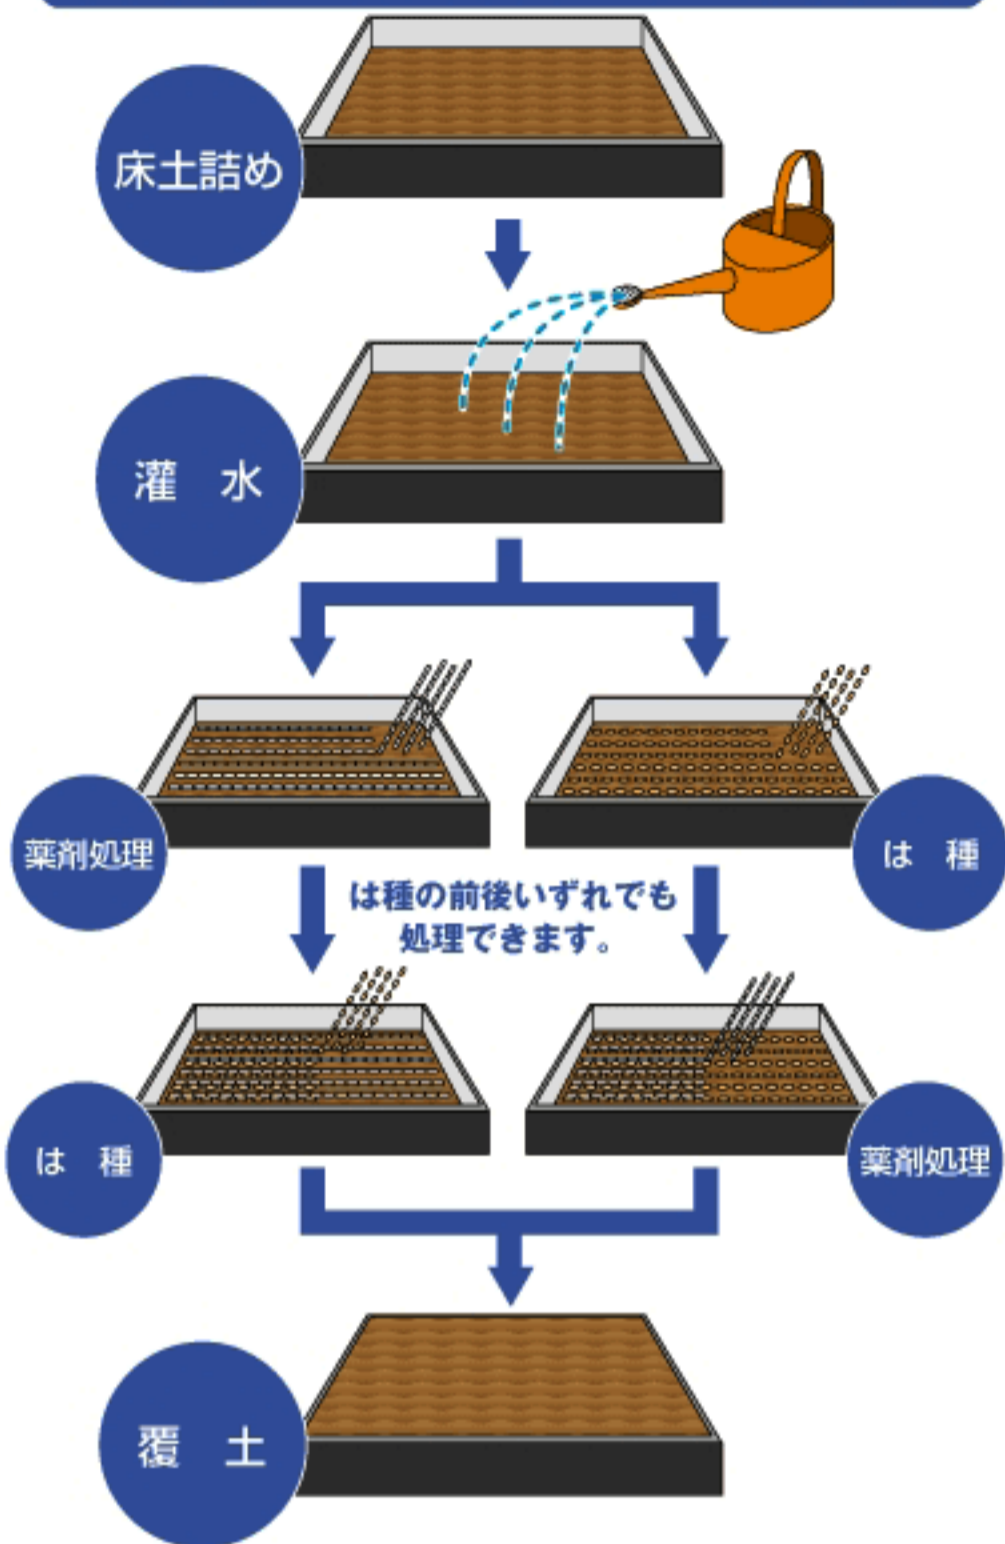 床土詰め
灌　水
薬剤処理
は　種
は種の前後いずれでも
処理できます。
は　種
薬剤処理
覆　土